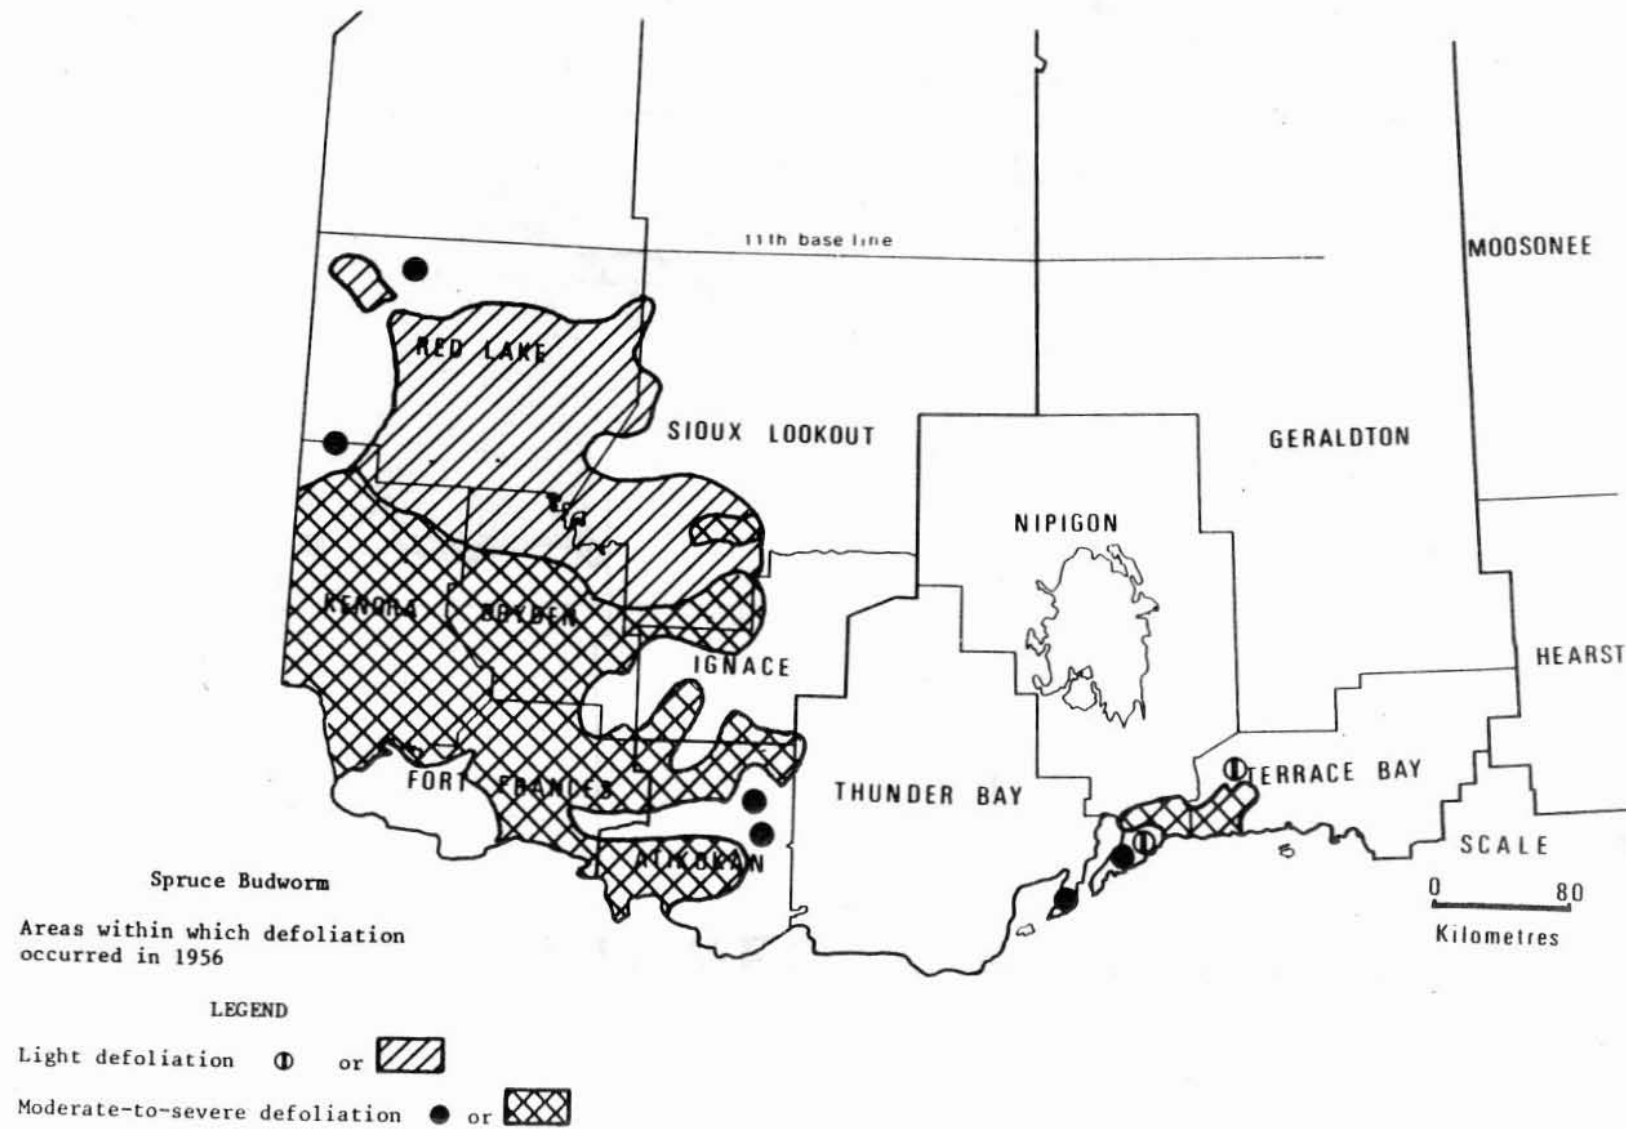 11th base line
MOOSONEE
RED LAKE
SIOUX LOOKOUT
GERALDTON
NIPIGON
KENORA
DRYDEN
IGNACE
HEARST
FORT FRANCES
THUNDER BAY
TERRACE BAY
ATIKOKAN
SCALE
0 80
Kilometres
Spruce Budworm
Areas within which defoliation
occurred in 1956
LEGEND
Light defoliation or
Moderate-to-severe defoliation or